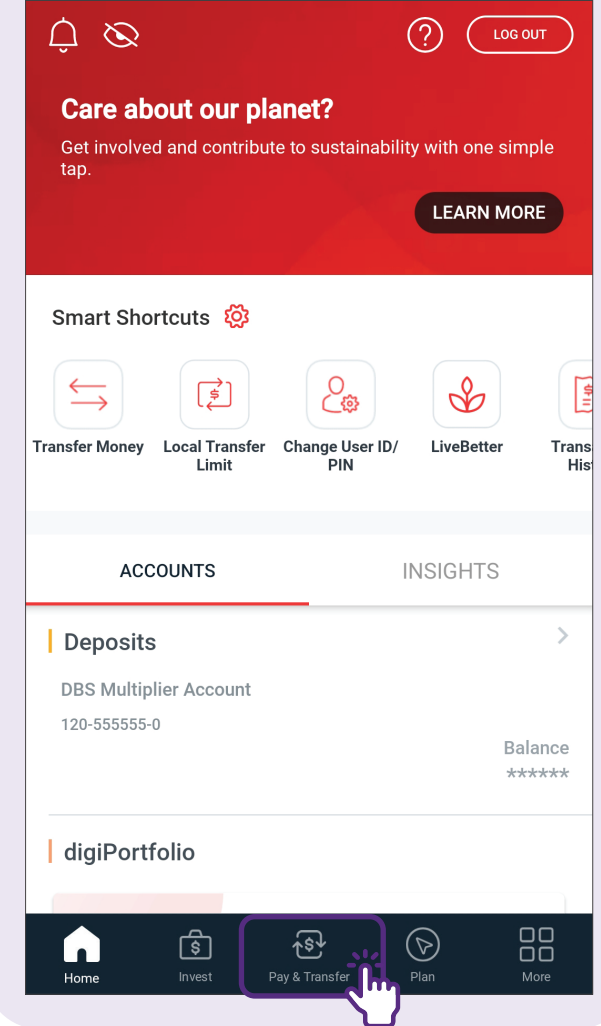 LOG OUT
Care about our planet?
Get involved and contribute to sustainability with one simple
tap.
LEARN MORE
Smart Shortcuts
Transfer Money
Local Transfer
Limit
Change User ID/
PIN
LiveBetter
Trans
His
ACCOUNTS
INSIGHTS
Deposits
DBS Multiplier Account
120-555555-0
Balance
******
digiPortfolio
Home
Invest
Pay & Transfer
Plan
More